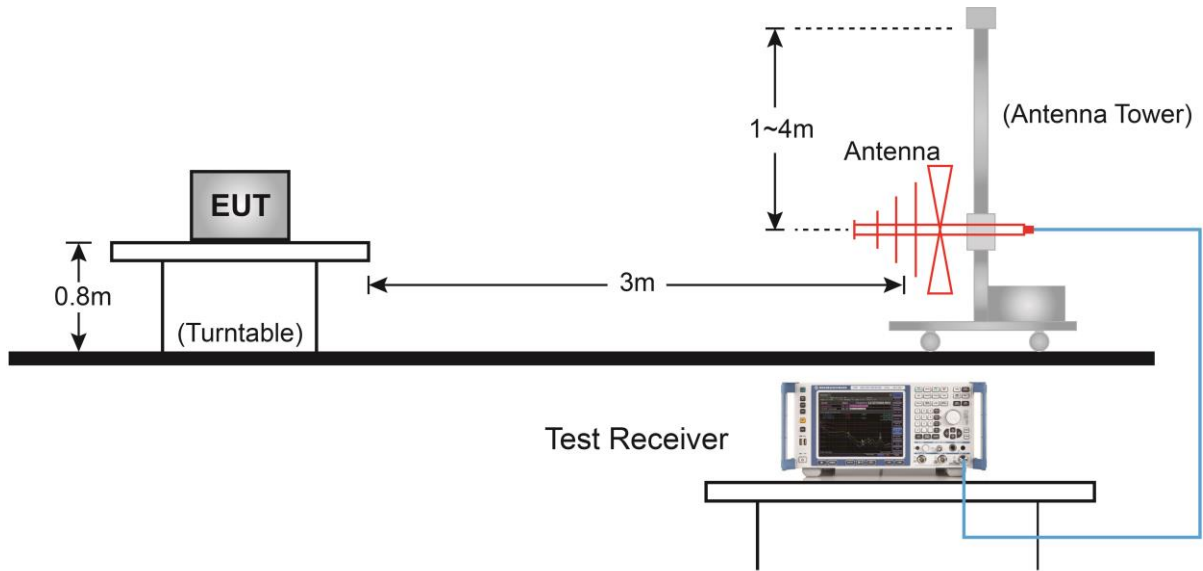 1~4m
(Antenna Tower)
Antenna
EUT
3m
0.8m
(Turntable)
Test Receiver